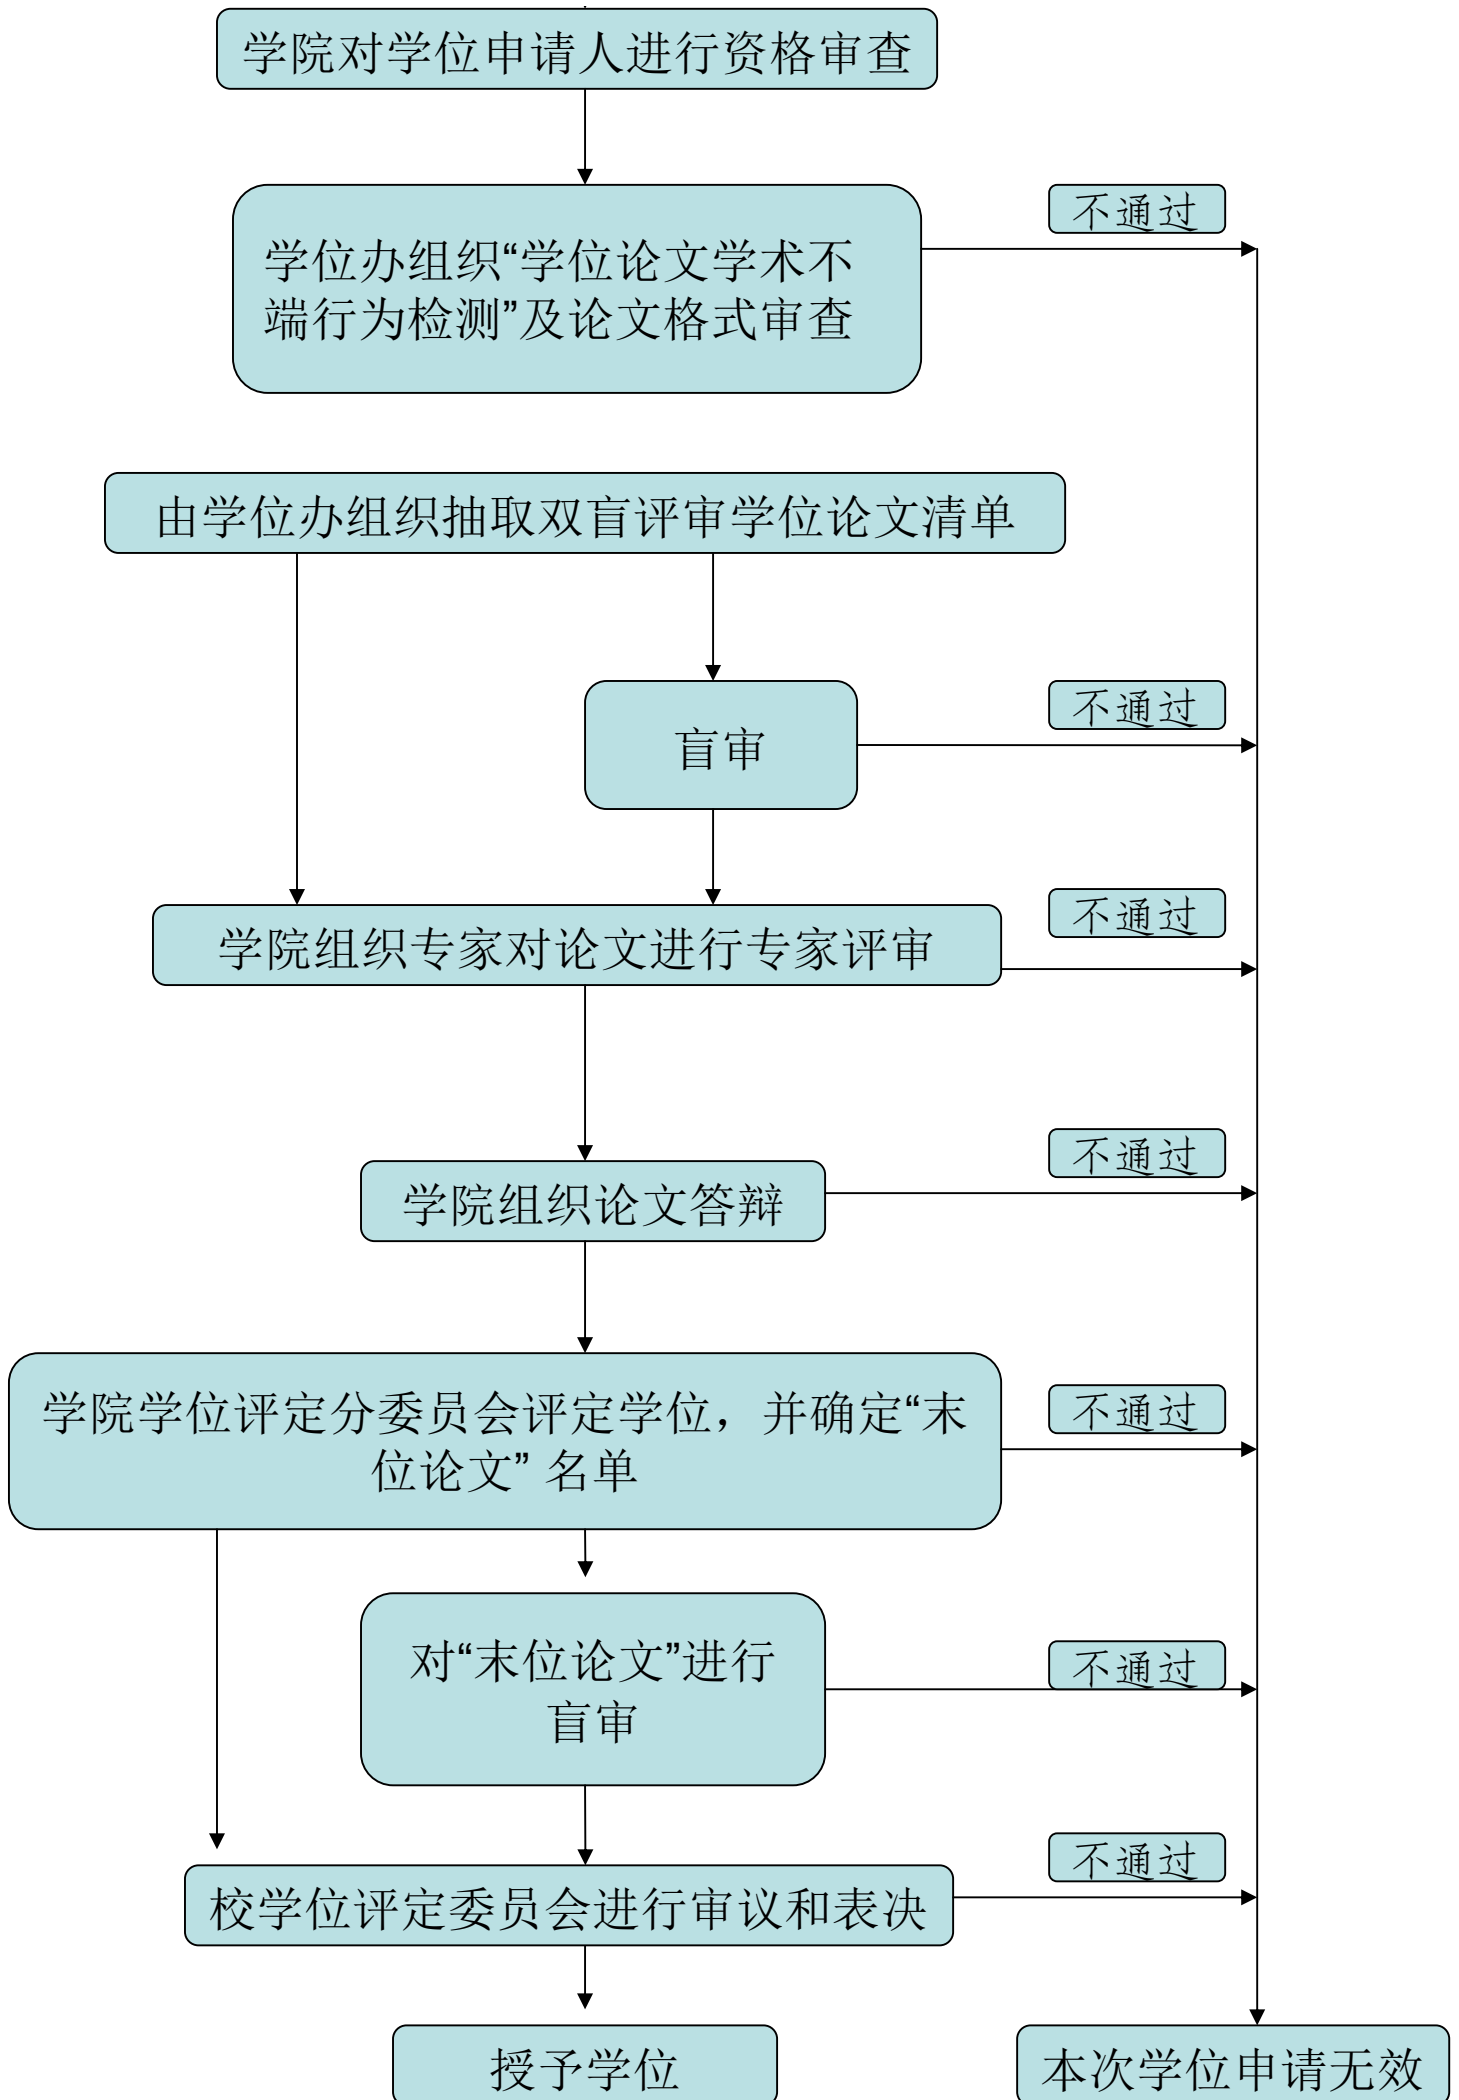 学院对学位申请人进行资格审查
不通过
学位办组织“学位论文学术不
端行为检测”及论文格式审查
由学位办组织抽取双盲评审学位论文清单
不通过
盲审
不通过
学院组织专家对论文进行专家评审
不通过
学院组织论文答辩
不通过
学院学位评定分委员会评定学位，并确定“末
位论文” 名单
不通过
对“末位论文”进行
盲审
不通过
校学位评定委员会进行审议和表决
授予学位
本次学位申请无效